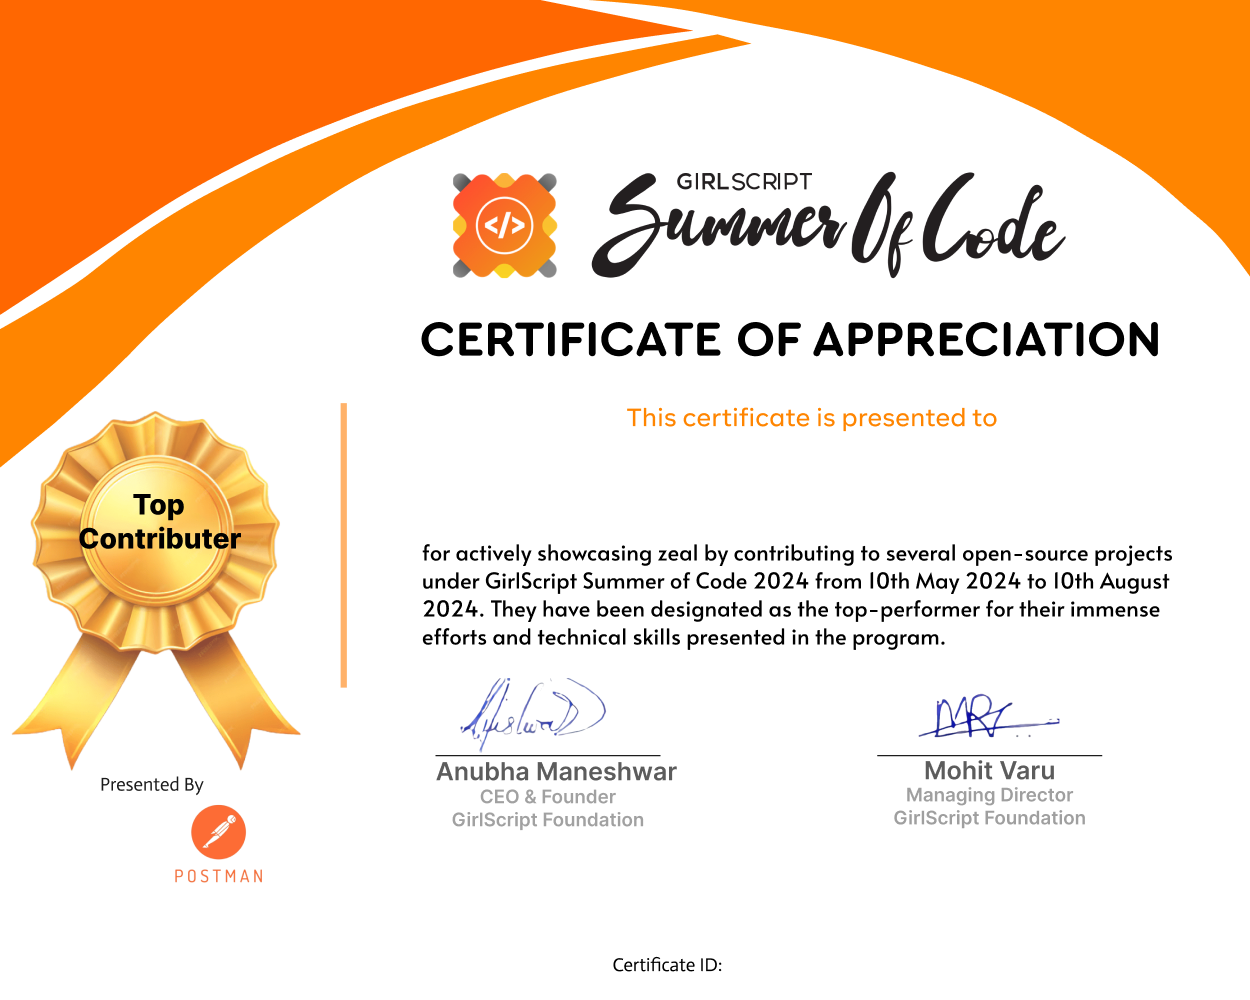 GIRLSCRIPT
Summer Of Code
</>
CERTIFICATE OF APPRECIATION
This certificate is presented to
Top
Contributer
for actively showcasing zeal by contributing to several open-source projects
under GirlScript Summer of Code 2024 from 10th May 2024 to 10th August
2024. They have been designated as the top-performer for their immense
efforts and technical skills presented in the program.
Anubha Maneshwar
CEO & Founder
GirlScript Foundation
Mohit Varu
Managing Director
GirlScript Foundation
Presented By
POSTMAN
Certificate ID: